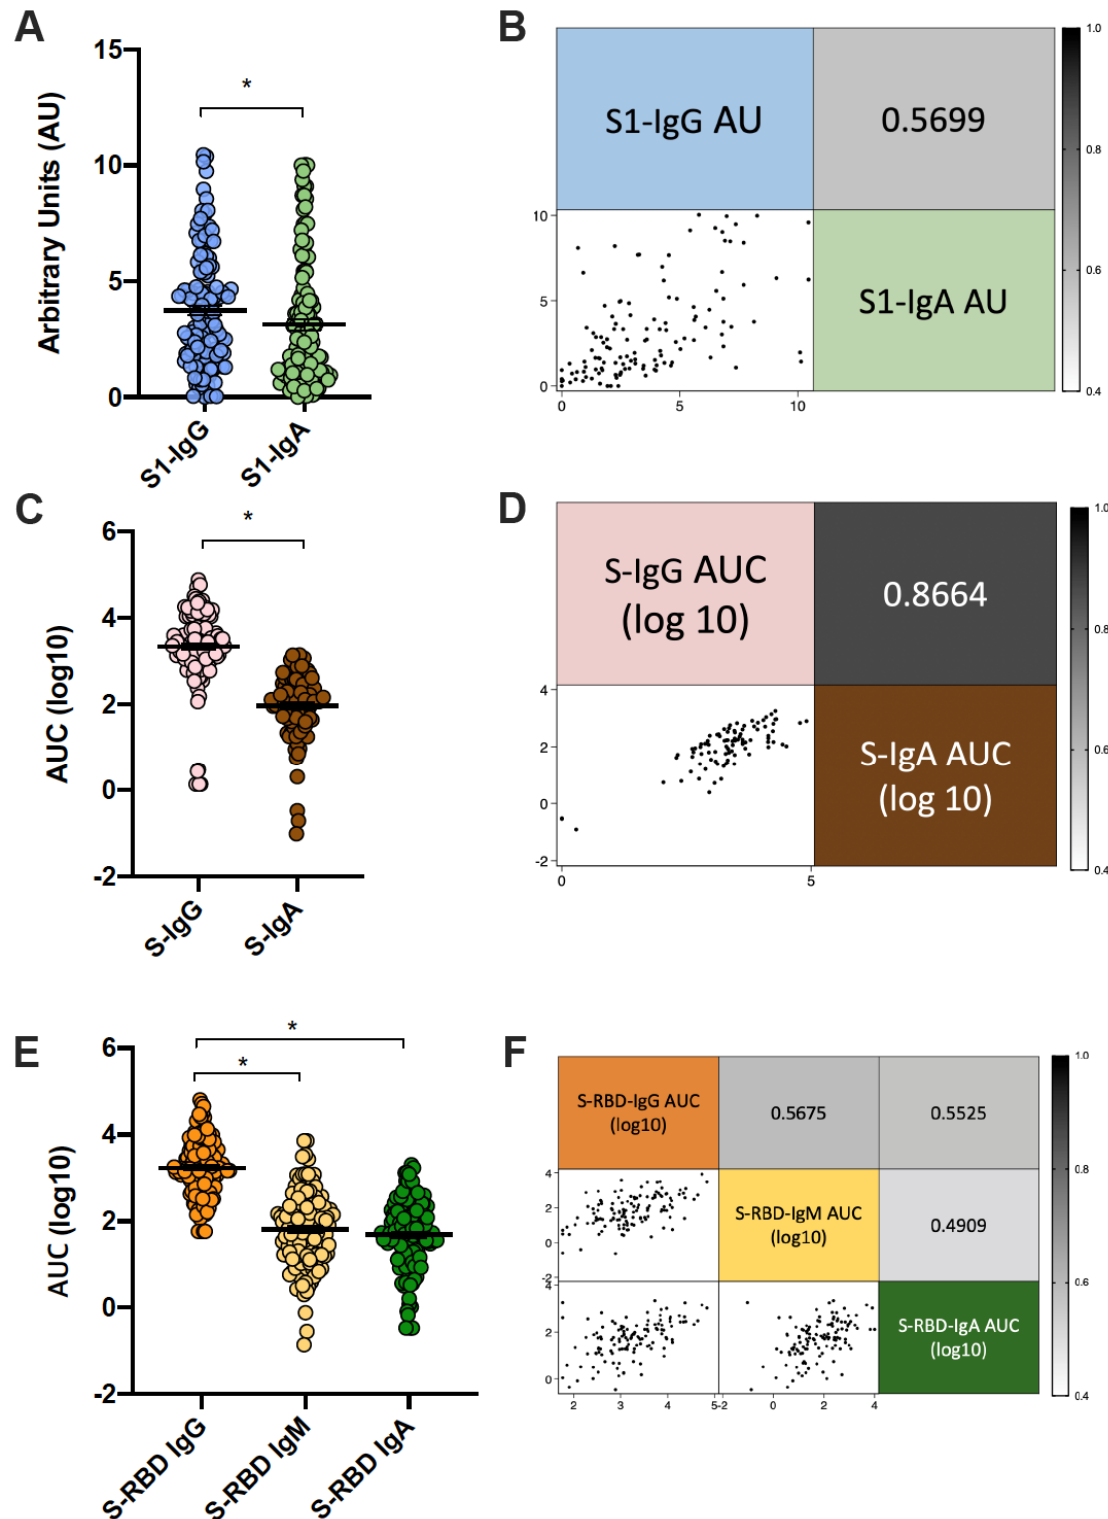 A
B
15
10
5
0
Arbitrary Units (AU)
*
S1-IgG
S1-IgA
S1-IgG AU
0.5699
S1-IgA AU
10
5
0
0
5
10
1.0
0.8
0.6
0.4
C
D
6
4
2
0
-2
AUC (log10)
*
S-IgG
S-IgA
S-IgG AUC
(log 10)
0.8664
S-IgA AUC
(log 10)
4
2
0
-2
0
5
1.0
0.8
0.6
0.4
E
F
6
4
2
0
-2
AUC (log10)
*
*
S-RBD IgG
S-RBD IgM
S-RBD IgA
S-RBD-IgG AUC
(log10)
0.5675
0.5525
S-RBD-IgM AUC
(log10)
0.4909
S-RBD-IgA AUC
(log10)
4
2
0
-2
4
2
0
2
3
4
5
-2
0
2
4
1.0
0.8
0.6
0.4